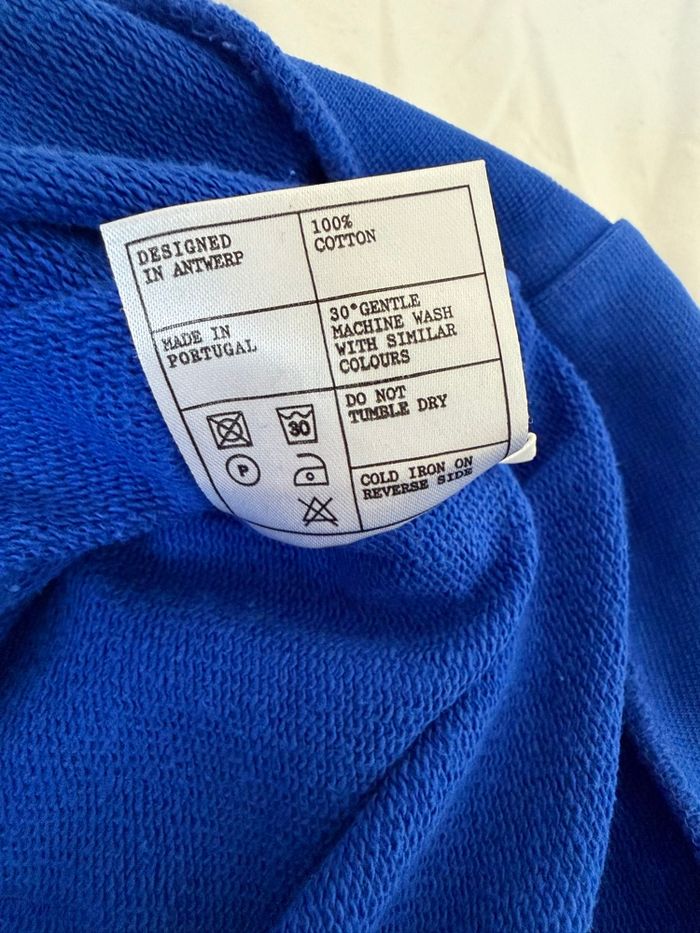 DESIGNED
IN ANTWERP
100%
COTTON
MADE IN
PORTUGAL
30°GENTLE
MACHINE WASH
WITH SIMILAR
COLOURS
DO NOT
TUMBLE DRY
30
P
COLD IRON ON
REVERSE SIDE